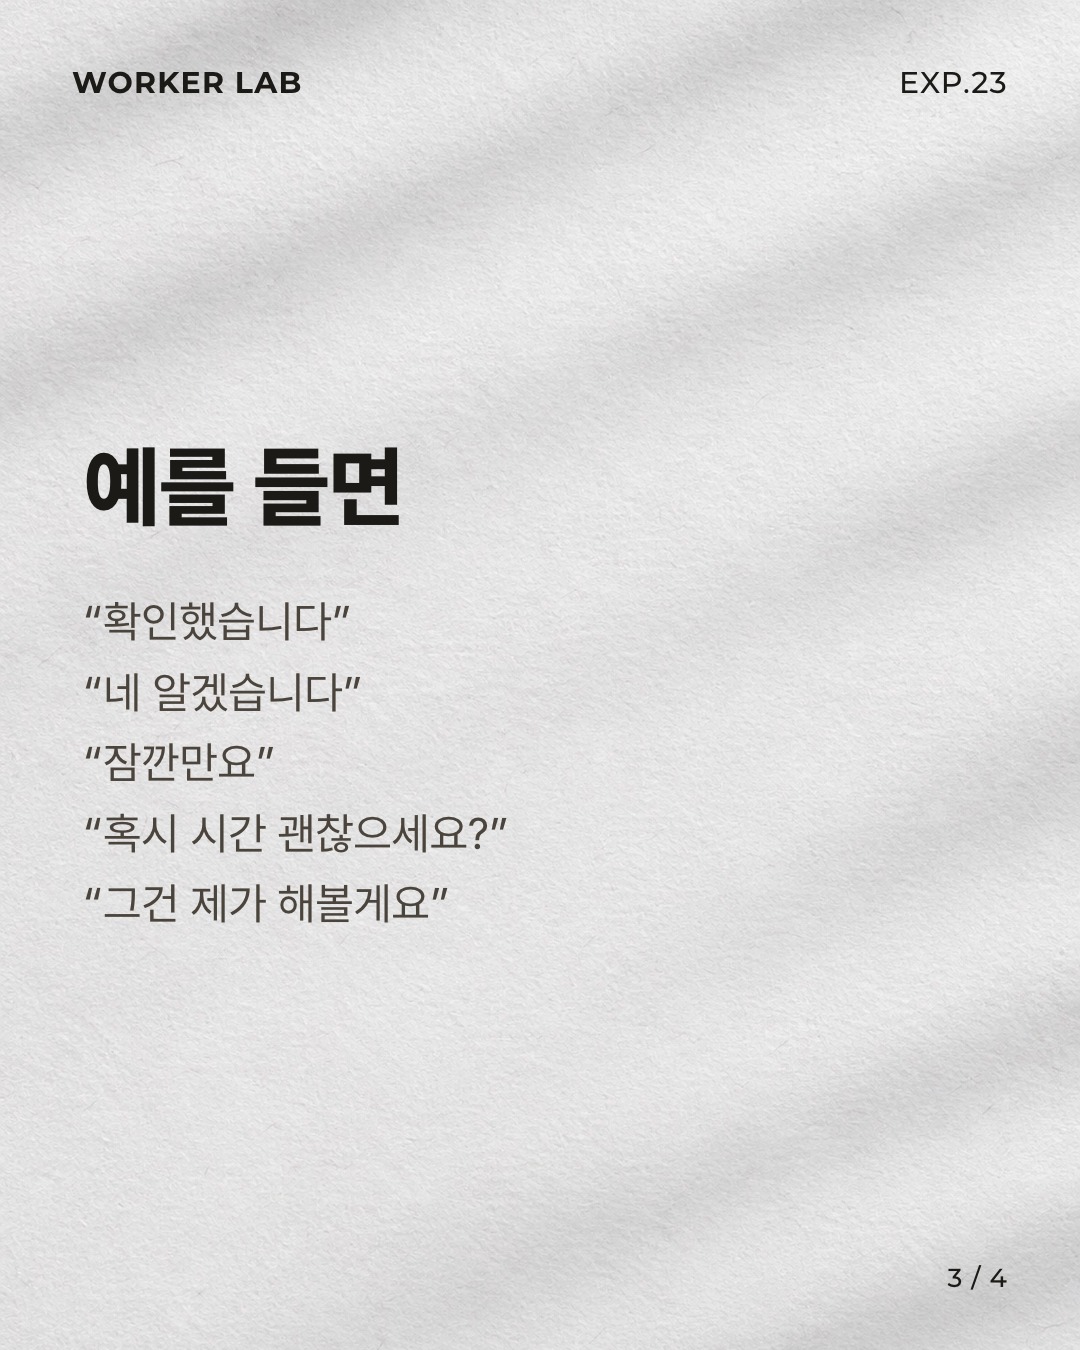 WORKER LAB
EXP.23
예를 들면
“확인했습니다”
“네 알겠습니다”
“잠깐만요”
“혹시 시간 괜찮으세요?”
“그건 제가 해볼게요”
3 / 4